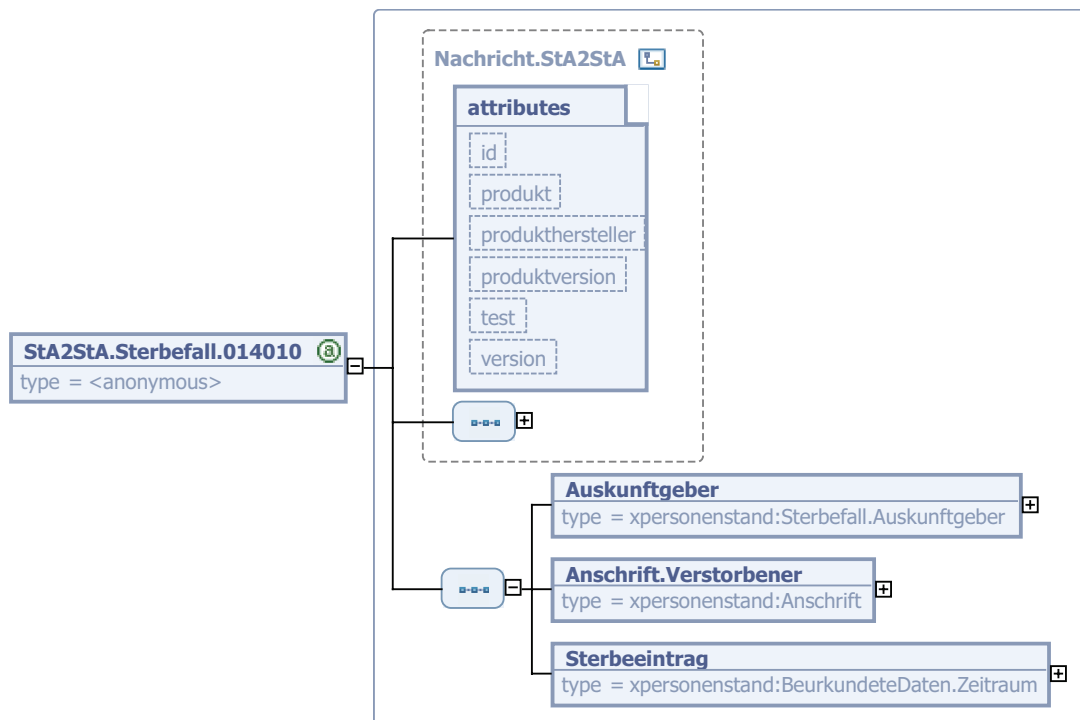 Nachricht.StA2StA
attributes
id
produkt
produkthersteller
produktversion
test
version
StA2StA.Sterbefall.014010
type = <anonymous>
Auskunftgeber
type = xpersonenstand:Sterbefall.Auskunftgeber
Anschrift.Verstorbener
type = xpersonenstand:Anschrift
Sterbeeintrag
type = xpersonenstand:BeurkundeteDaten.Zeitraum